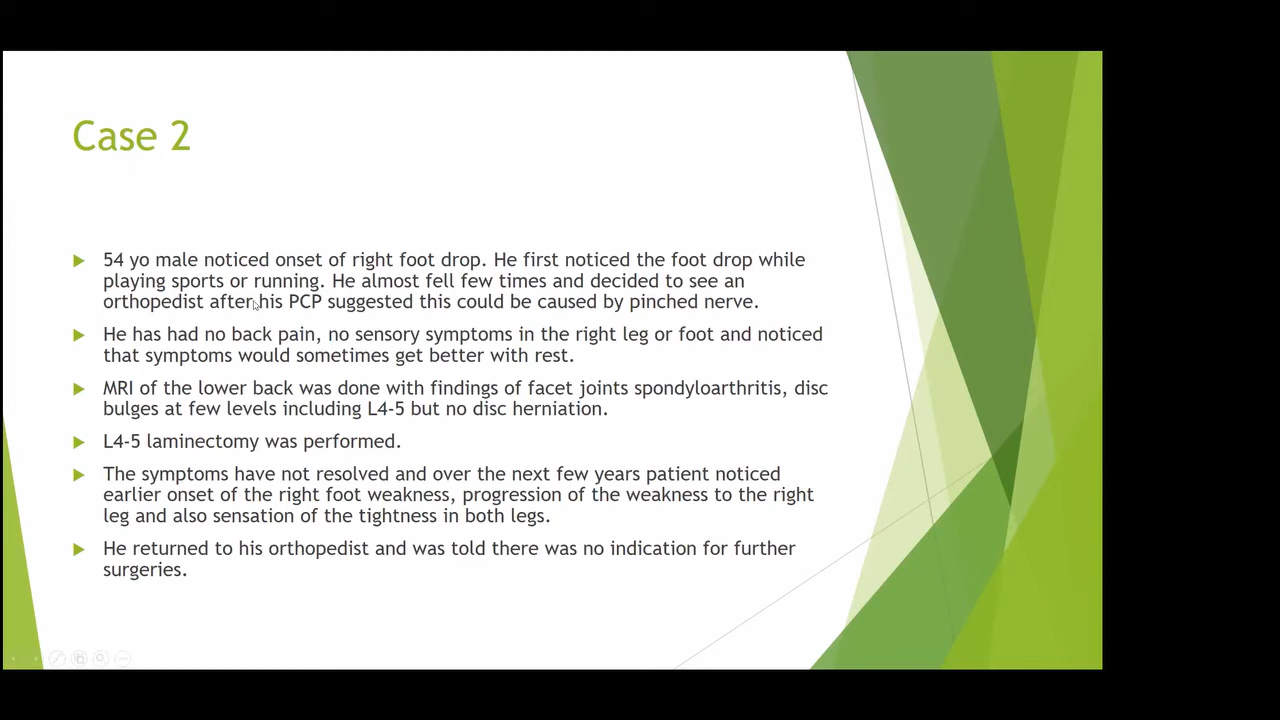 Case 2
54 yo male noticed onset of right foot drop. He first noticed the foot drop while
playing sports or running. He almost fell few times and decided to see an
orthopedist after his PCP suggested this could be caused by pinched nerve.
He has had no back pain, no sensory symptoms in the right leg or foot and noticed
that symptoms would sometimes get better with rest.
MRI of the lower back was done with findings of facet joints spondyloarthritis, disc
bulges at few levels including L4-5 but no disc herniation.
L4-5 laminectomy was performed.
The symptoms have not resolved and over the next few years patient noticed
earlier onset of the right foot weakness, progression of the weakness to the right
leg and also sensation of the tightness in both legs.
He returned to his orthopedist and was told there was no indication for further
surgeries.